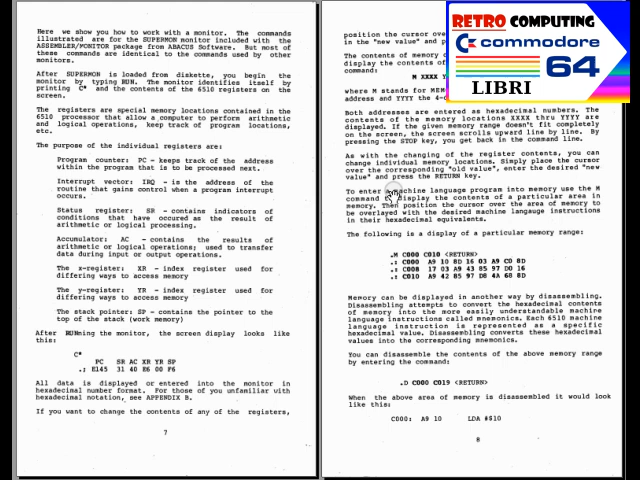 Here we show you how to work with a monitor. The commands
illustrated are for the SUPERMON monitor included with the
ASSEMBLER/MONITOR package from ABACUS Software. But most of
these commands are identical to the commands used by other
monitors.
After SUPERMON is loaded from diskette, you begin the
monitor by typing RUN. The monitor identifies itself by
printing C* and the contents of the 6510 registers on the
screen.
The registers are special memory locations contained in the
6510 processor that allow a computer to perform arithmetic
and logical operations, keep track of program locations,
etc.
The purpose of the individual registers are:
Program counter: PC - keeps track of the address
within the program that is to be processed next.
Interrupt vector: IRQ - is the address of the
routine that gains control when a program interrupt
occurs.
Status register: SR - contains indicators of
conditions that have occured as the result of
arithmetic or logical processing.
Accumulator: AC - contains the results of
arithmetic or logical operations; used to transfer
data during input or output operations.
The x-register: XR - index register used for
differing ways to access memory
The y-register: YR - index register used for
differing ways to access memory
The stack pointer: SP - contains the pointer to the
top of the stack (work memory)
After RUNning the monitor, the screen display looks like
this:
C*
PC SR AC XR YR SP
.; E145 31 40 E6 00 F6
All data is displayed or entered into the monitor in
hexadecimal number format. For those of you unfamiliar with
hexadecimal notation, see APPENDIX B.
If you want to change the contents of any of the registers,
7
position the cursor over
in the "new value" and p
The contents of memory
display the contents of
command:
M XXXX Y
where M stands for MEM
address and YYYY the 4-d
Both addresses are entered as hexadecimal numbers. The
contents of the memory locations XXXX thru YYYY are
displayed. If the given memory range doesn't fit completely
on the screen, the screen scrolls upward line by line. By
pressing the STOP key, you get back in the command line.
As with the changing of the register contents, you can
change individual memory locations. Simply place the cursor
over the corresponding "old value", enter the desired "new
value" and press the RETURN key.
To enter machine language program into memory use the M
command to display the contents of a particular area in
memory. Then position the cursor over the area of memory to
be overlayed with the desired machine langauge instructions
in their hexadecimal equivalents.
The following is a display of a particular memory range:
.M C000 C010 <RETURN>
.: C000 A9 10 8D 16 03 A9 C0 8D
.: C008 17 03 A9 43 85 97 D0 16
.: C010 A9 42 85 97 D8 4A 68 8D
Memory can be displayed in another way by disassembling.
Disassembling attempts to convert the hexadecimal contents
of memory into the more easily understandable machine
language instructions called mnemonics. Each 6510 machine
language instruction is represented as a specific
hexadecimal value. Disassembling converts these hexadecimal
values into the corresponding mnemonics.
You can disassemble the contents of the above memory range
by entering the command:
.D C000 C019 <RETURN>
When the above area of memory is disassembled it would look
like this:
C000: A9 10 LDA #$10
8
RETRO COMPUTING
commodore
64
LIBRI